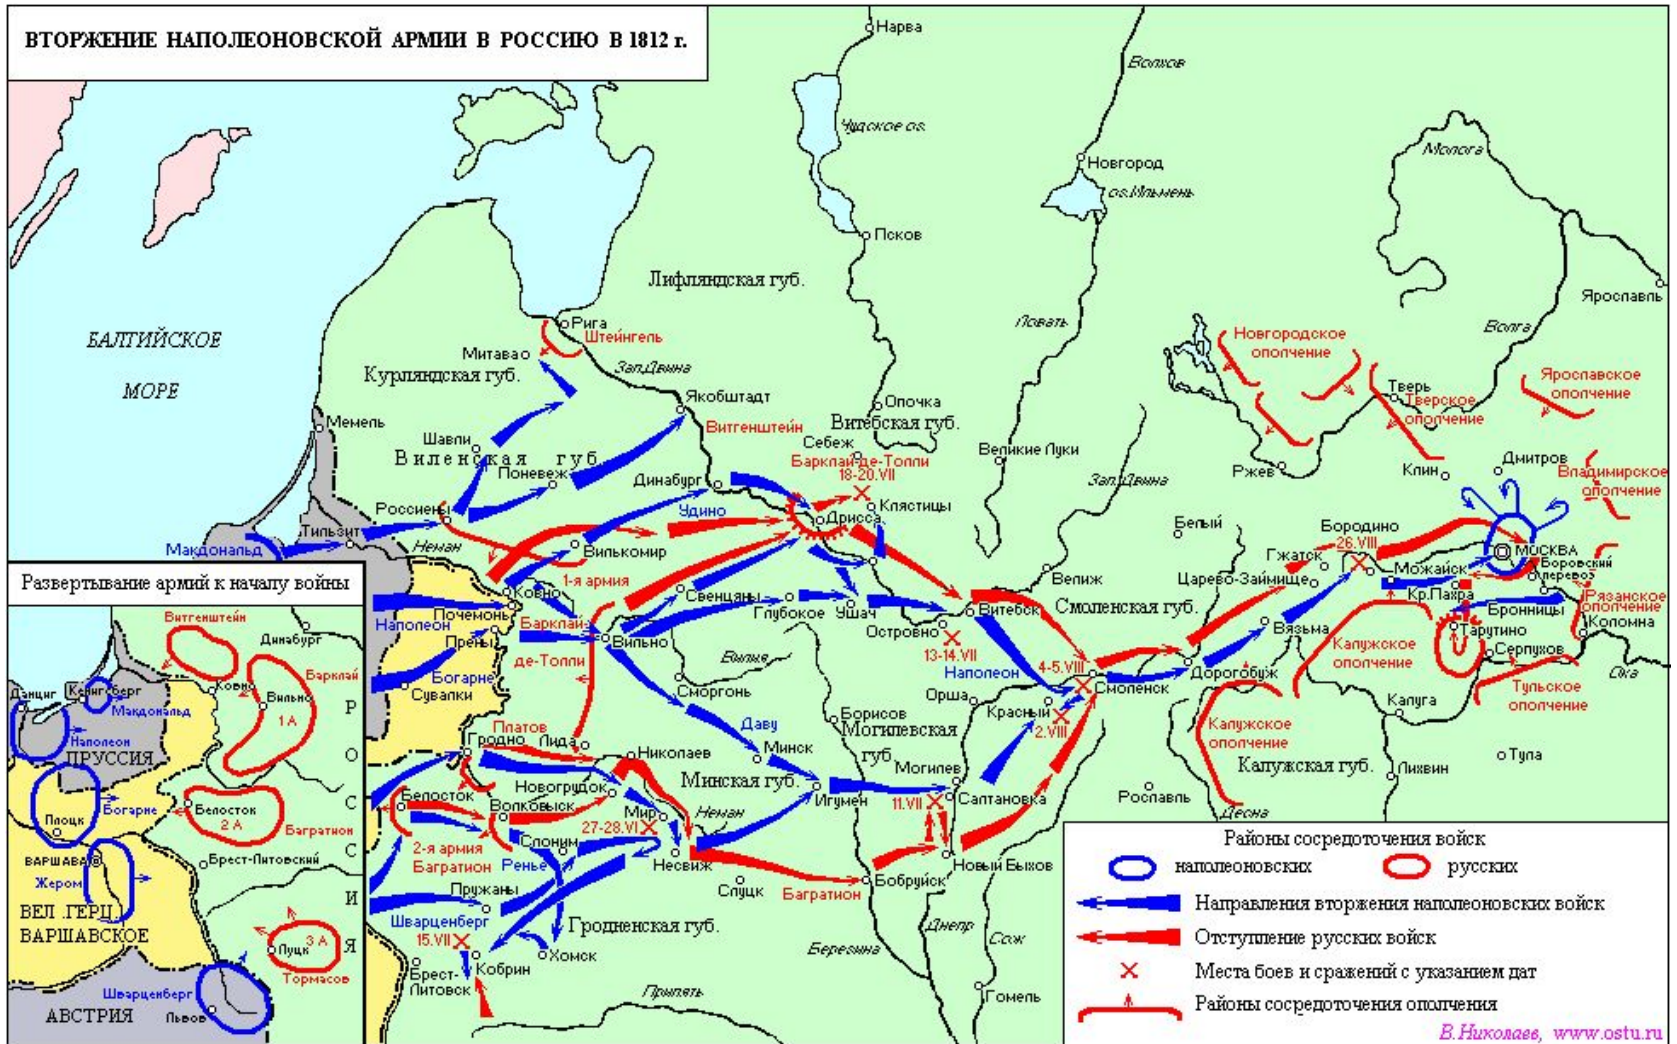 ВТОРЖЕНИЕ НАПОЛЕОНОВСКОЙ АРМИИ В РОССИЮ В 1812 г.
Нарва
Волхов
Чудское оз.
Новгород
оз.Ильмень
Молога
Псков
Лифляндская губ.
Ярославль
Волга
Ловать
БАЛТИЙСКОЕ
МОРЕ
Рига
Штейнгель
Митава
Курляндская губ.
Зап.Двина
Новгородское
ополчение
Ярославское
ополчение
Тверь
Тверское
ополчение
Мемель
Якобштадт
Опочка
Витебская губ.
Витгенштейн
Себеж
Барклай-де-Толли
18-20.VII
Великие Луки
Зап.Двина
Ржев
Клин
Дмитров
Владимирское
ополчение
Шавли
Виленская губ.
Поневеж
Динабург
Клястицы
Дрисса
Удино
Россиены
Тильзит
Макдональд
Неман
Вилькомир
1-я армия
Белый
Бородино
26.VIII
Гжатск
Царево-Займище
МОСКВА
Можайск
Боровский
перевоз
Кр.Пахра
Бронницы
Рязанское
ополчение
Коломна
Ковно
Почемонь
Наполеон
Прены
Барклай-
де-Толли
Богарне
Сувалки
Вильно
Свенцяны
Глубокое
Ушач
Витебск
Велиж
Смоленская губ.
Островно
13-14.VII
Наполеон
4-5.VIII
Смоленск
Дорогобуж
Вязьма
Калужское
ополчение
Тарутино
Серпухов
Тульское
ополчение
Ока
Вилия
Сморгонь
Орша
Красный
2.VIII
Калужское
ополчение
Калуга
Тула
Калужская губ.
Лихвин
Платов
Гродно
Лида
Николаев
Даву
Минск
Борисов
Могилевская
губ.
Минская губ.
Могилев
Игумен
11.VII
Салтановка
Рославль
Десна
Белосток
Волковыск
Новогрудок
Мир
27-28.VI
Неман
2-я армия
Багратион
Слоним
Ренье
Несвиж
Слуцк
Багратион
Бобруйск
Новый Быхов
Пружаны
Шварценберг
15.VII
Гродненская губ.
Кобрин
Хомск
Брест-
Литовск
Припять
Березина
Днепр
Сож
Гомель
Развертывание армий к началу войны
Витгенштейн
Динабург
Данциг
Кенигсберг
Макдональд
Наполеон
ПРУССИЯ
Ковно
Вильно
1 А
Барклай
Богарне
Плоцк
Белосток
2 А
Багратион
ВАРШАВА
Жером
Брест-Литовский
ВЕЛ .ГЕРЦ.
ВАРШАВСКОЕ
Луцк
3 А
Тормасов
Шварценберг
Львов
АВСТРИЯ
РОССИЯ
Районы сосредоточения войск
наполеоновских
русских
Направления вторжения наполеоновских войск
Отступление русских войск
Места боев и сражений с указанием дат
Районы сосредоточения ополчения
В.Николаев, www.ostu.ru